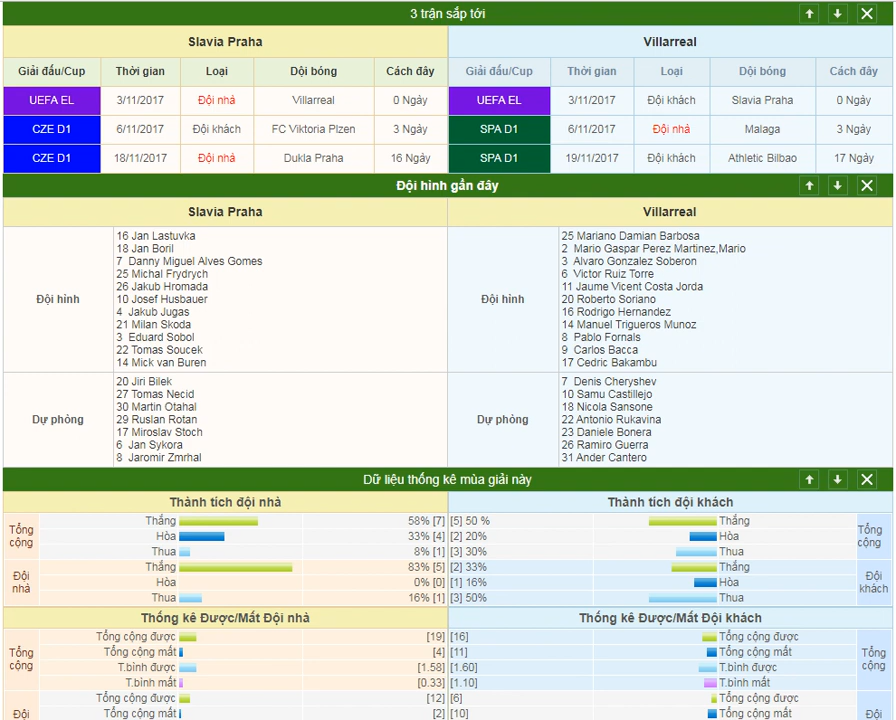 3 trận sắp tới
Slavia Praha Villarreal
Giải đấu/Cup Thời gian Loại Đội bóng Cách đây Giải đấu/Cup Thời gian Loại Đội bóng Cách đây
UEFA EL 3/11/2017 Đội nhà Villarreal 0 Ngày UEFA EL 3/11/2017 Đội khách Slavia Praha 0 Ngày
CZE D1 6/11/2017 Đội khách FC Viktoria Plzen 3 Ngày SPA D1 6/11/2017 Đội nhà Malaga 3 Ngày
CZE D1 18/11/2017 Đội nhà Dukla Praha 16 Ngày SPA D1 19/11/2017 Đội khách Athletic Bilbao 17 Ngày
Đội hình gần đây
Slavia Praha Villarreal
Đội hình
16 Jan Lastuvka
18 Jan Boril
7 Danny Miguel Alves Gomes
25 Michal Frydrych
26 Jakub Hromada
10 Josef Husbauer
4 Jakub Jugas
21 Milan Skoda
3 Eduard Sobol
22 Tomas Soucek
14 Mick van Buren
Đội hình
25 Mariano Damian Barbosa
2 Mario Gaspar Perez Martinez,Mario
3 Alvaro Gonzalez Soberon
6 Victor Ruiz Torre
11 Jaume Vicent Costa Jorda
20 Roberto Soriano
16 Rodrigo Hernandez
14 Manuel Trigueros Munoz
8 Pablo Fornals
9 Carlos Bacca
17 Cedric Bakambu
Dự phòng
20 Jiri Bilek
27 Tomas Necid
30 Martin Otahal
29 Ruslan Rotan
17 Miroslav Stoch
6 Jan Sykora
8 Jaromir Zmrhal
Dự phòng
7 Denis Cheryshev
10 Samu Castillejo
18 Nicola Sansone
22 Antonio Rukavina
23 Daniele Bonera
26 Ramiro Guerra
31 Ander Cantero
Dữ liệu thống kê mùa giải này
Thành tích đội nhà Thành tích đội khách
Tổng cộng
Thắng 58% [7] [5] 50 % Thắng
Hòa 33% [4] [2] 20% Hòa
Thua 8% [1] [3] 30% Thua
Tổng cộng
Đội nhà
Thắng 83% [5] [2] 33% Thắng
Hòa 0% [0] [1] 16% Hòa
Thua 16% [1] [3] 50% Thua
Đội khách
Thống kê Được/Mất Đội nhà Thống kê Được/Mất Đội khách
Tổng cộng
Tổng cộng được [19] [16] Tổng cộng được
Tổng cộng mất [4] [11] Tổng cộng mất
T.bình được [1.58] [1.60] T.bình được
T.bình mất [0.33] [1.10] T.bình mất
Tổng cộng
Đội
Tổng cộng được [12] [6] Tổng cộng được
Tổng cộng mất [2] [10] Tổng cộng mất
Đội